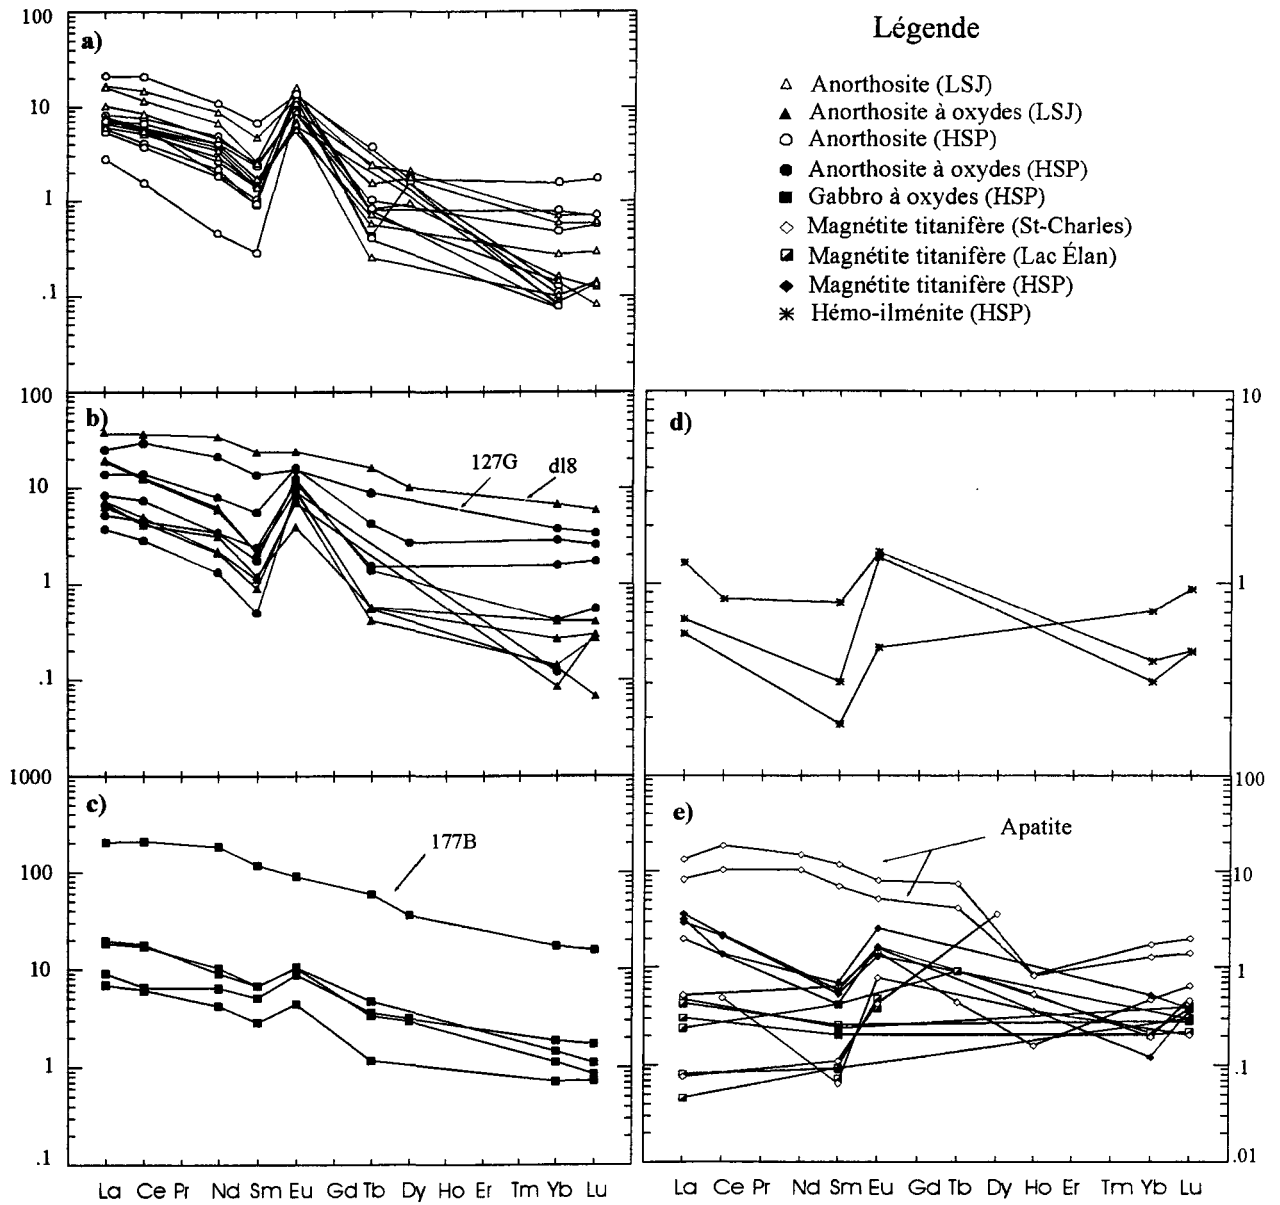 Légende
Anorthosite (LSJ)
Anorthosite à oxydes (LSJ)
Anorthosite (HSP)
Anorthosite à oxydes (HSP)
Gabbro à oxydes (HSP)
Magnétite titanifère (St-Charles)
Magnétite titanifère (Lac Élan)
Magnétite titanifère (HSP)
Hémo-ilménite (HSP)
a)
100
10
1
.1
b)
100
10
1
.1
127G
dl8
c)
1000
100
10
1
.1
177B
La Ce Pr Nd Sm Eu Gd Tb Dy Ho Er Tm Yb Lu
d)
10
1
e)
100
10
1
.1
.01
Apatite
La Ce Pr Nd Sm Eu Gd Tb Dy Ho Er Tm Yb Lu